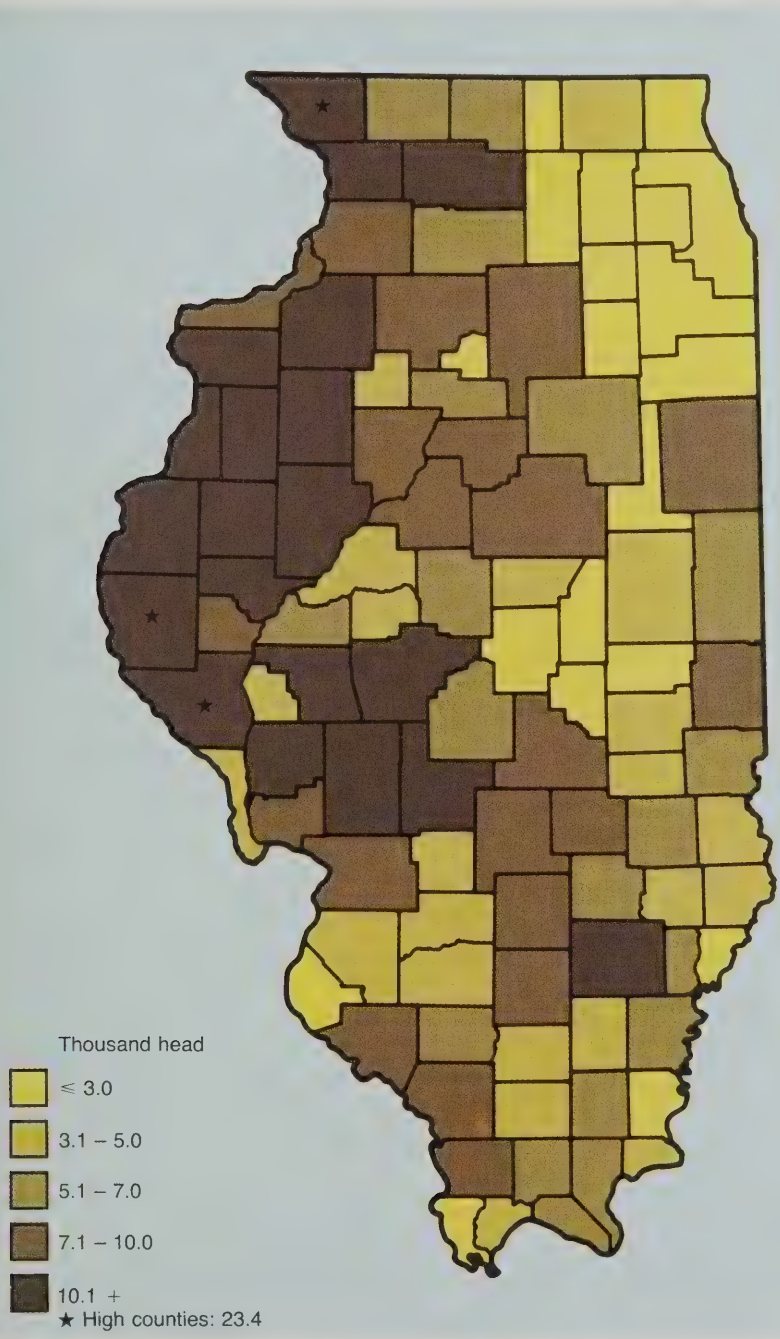 Thousand head
≤ 3.0
3.1 – 5.0
5.1 – 7.0
7.1 – 10.0
10.1 +
★ High counties: 23.4